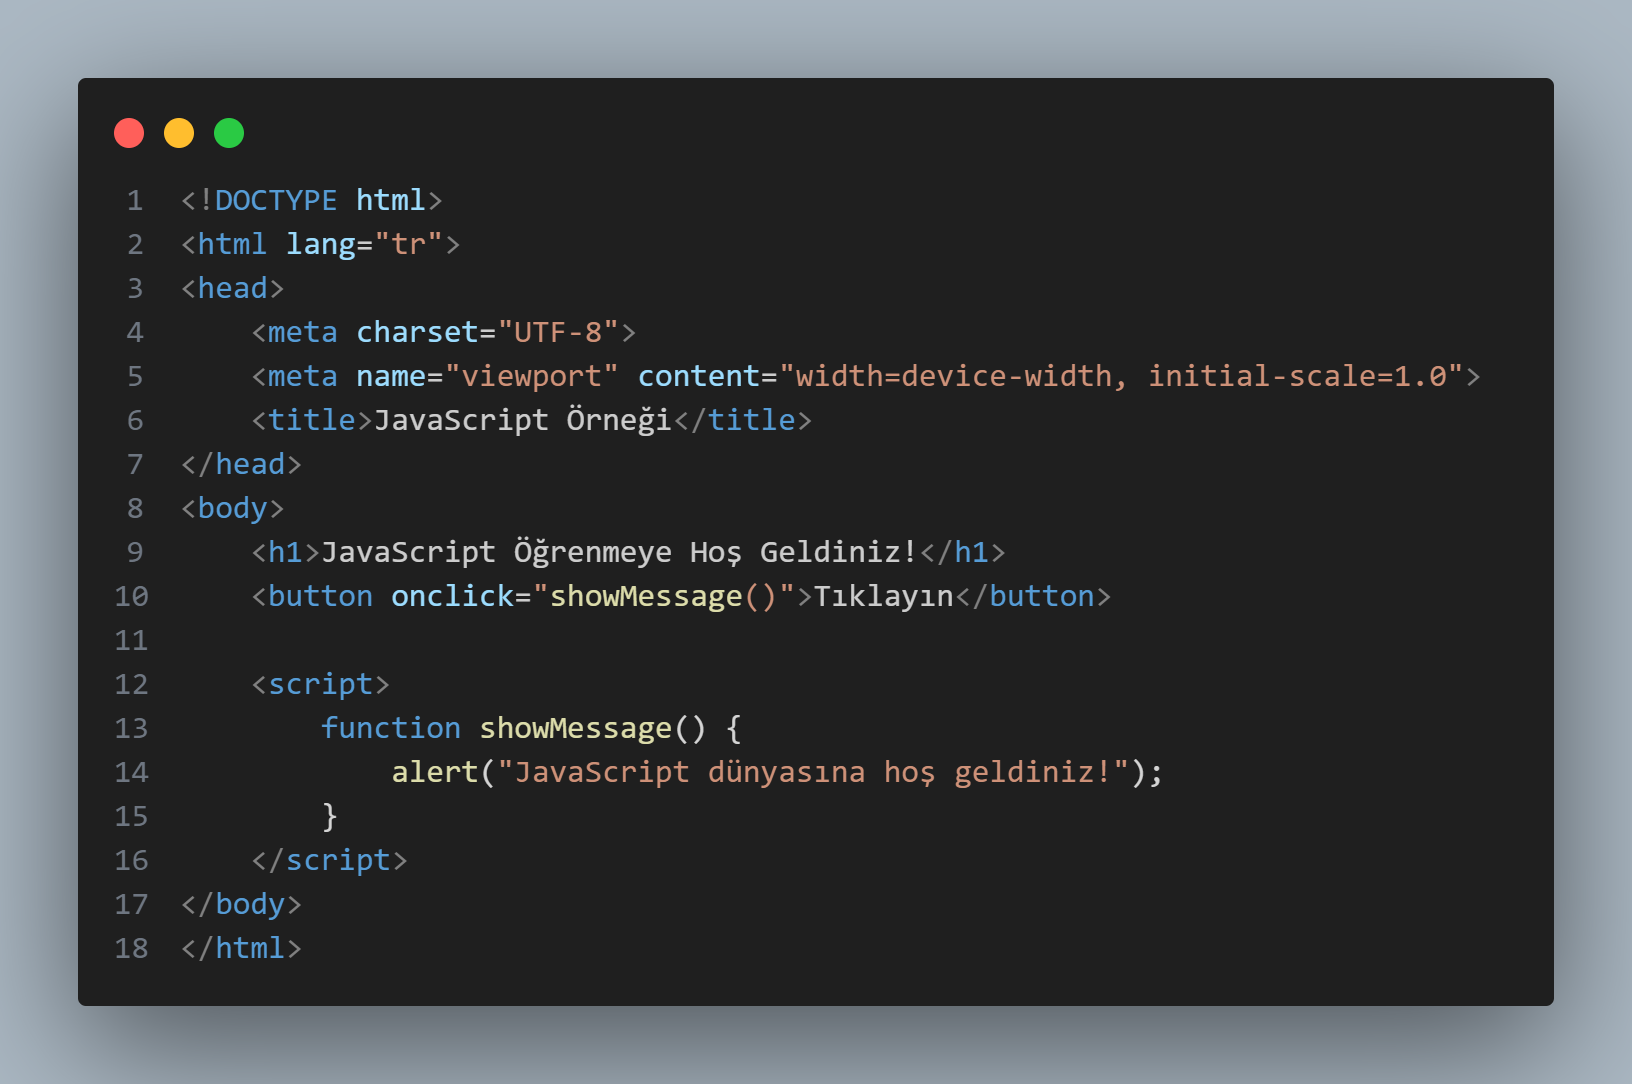 1 <!DOCTYPE html>
2 <html lang="tr">
3 <head>
4     <meta charset="UTF-8">
5     <meta name="viewport" content="width=device-width, initial-scale=1.0">
6     <title>JavaScript Örneği</title>
7 </head>
8 <body>
9     <h1>JavaScript Öğrenmeye Hoş Geldiniz!</h1>
10     <button onclick="showMessage()">Tıklayın</button>
11
12     <script>
13         function showMessage() {
14             alert("JavaScript dünyasına hoş geldiniz!");
15         }
16     </script>
17 </body>
18 </html>